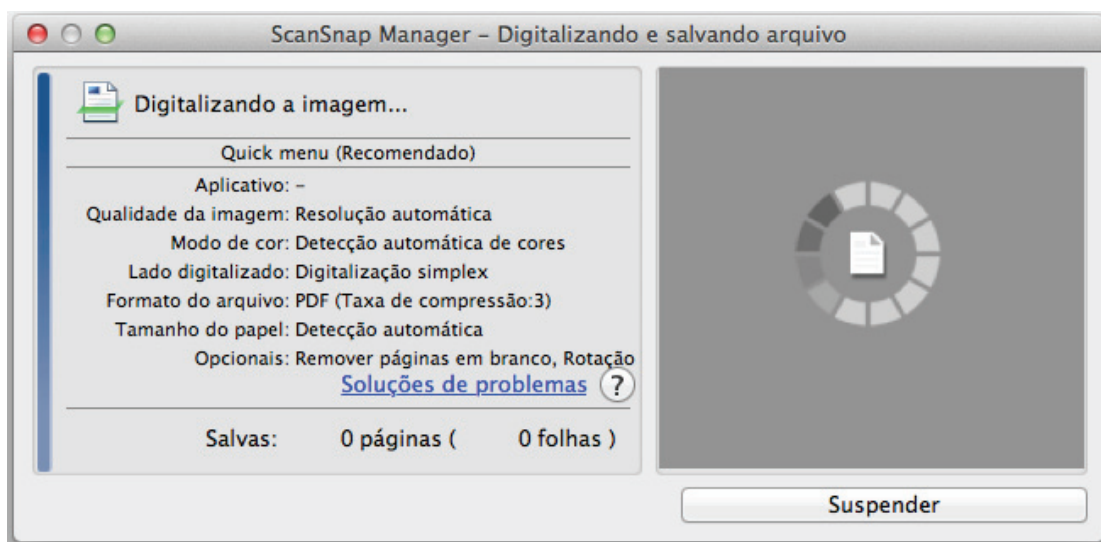 ScanSnap Manager – Digitalizando e salvando arquivo
Digitalizando a imagem...
Quick menu (Recomendado)
Aplicativo: –
Qualidade da imagem: Resolução automática
Modo de cor: Detecção automática de cores
Lado digitalizado: Digitalização simplex
Formato do arquivo: PDF (Taxa de compressão:3)
Tamanho do papel: Detecção automática
Opcionais: Remover páginas em branco, Rotação
Soluções de problemas ?
Salvas: 0 páginas ( 0 folhas )
Suspender